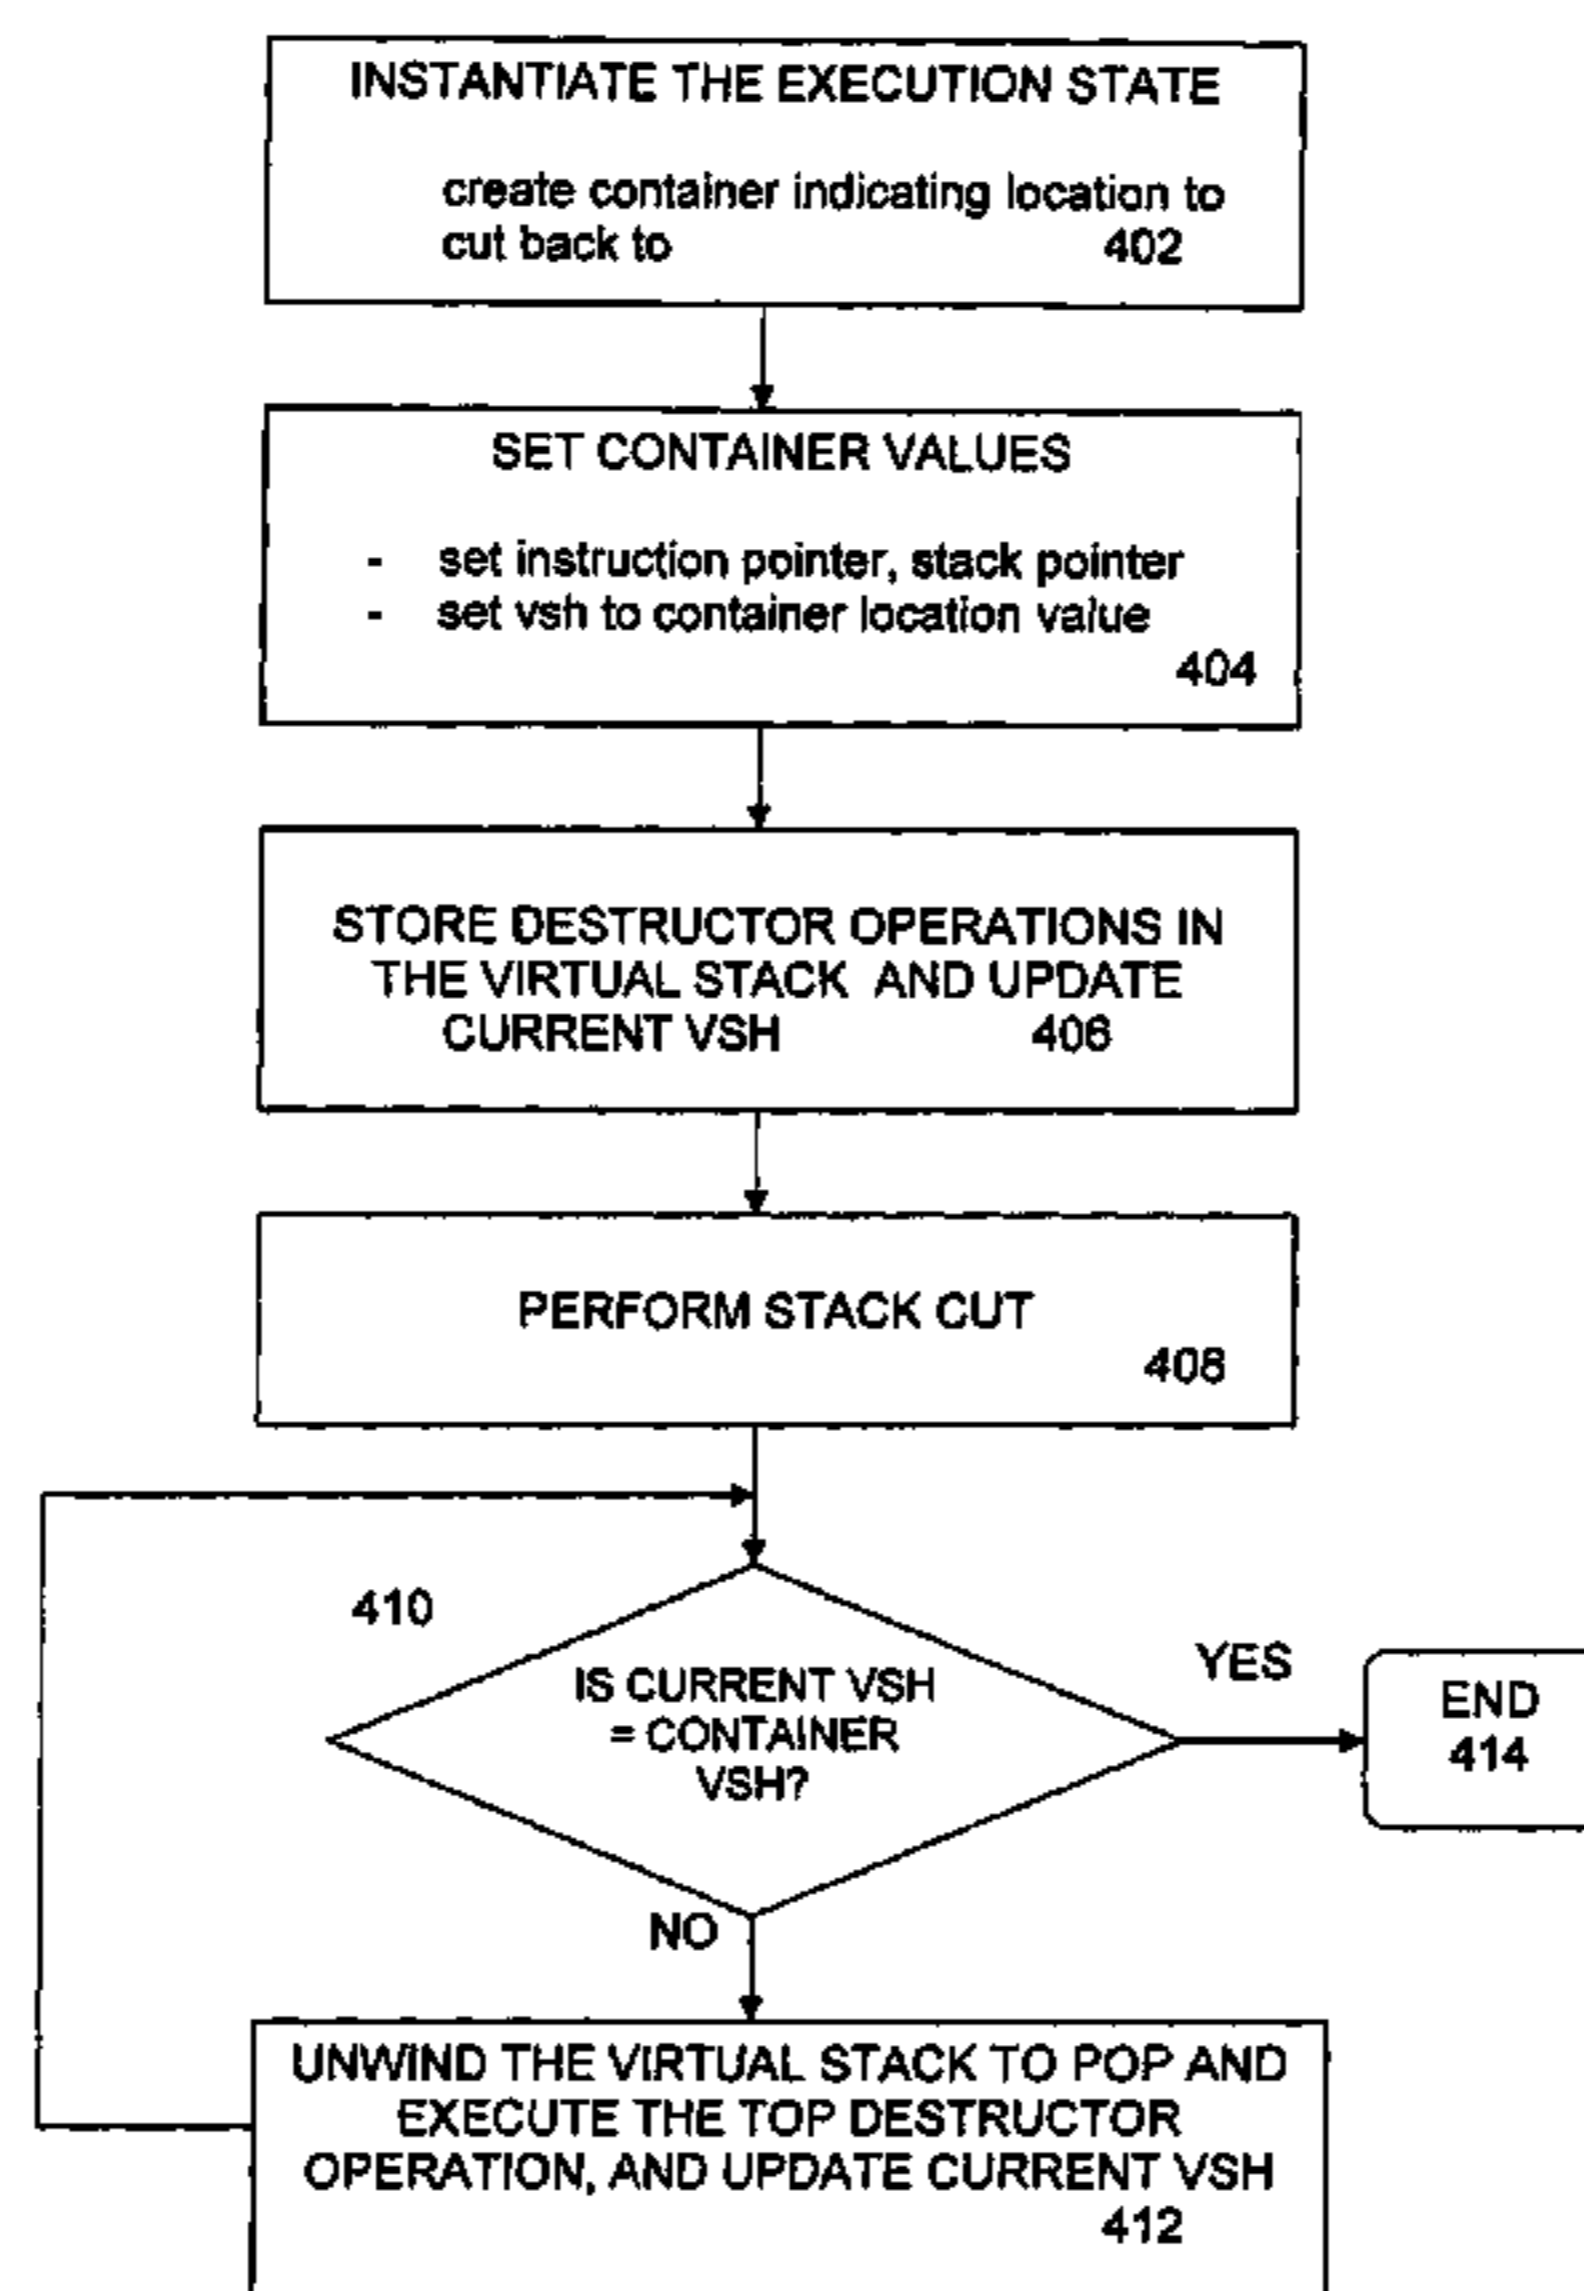 INSTANTIATE THE EXECUTION STATE
create container indicating location to
cut back to 402
SET CONTAINER VALUES
- set instruction pointer, stack pointer
- set vsh to container location value
404
STORE DESTRUCTOR OPERATIONS IN
THE VIRTUAL STACK AND UPDATE
CURRENT VSH 406
PERFORM STACK CUT
408
410
IS CURRENT VSH
= CONTAINER
VSH?
YES
END
414
NO
UNWIND THE VIRTUAL STACK TO POP AND
EXECUTE THE TOP DESTRUCTOR
OPERATION, AND UPDATE CURRENT VSH
412